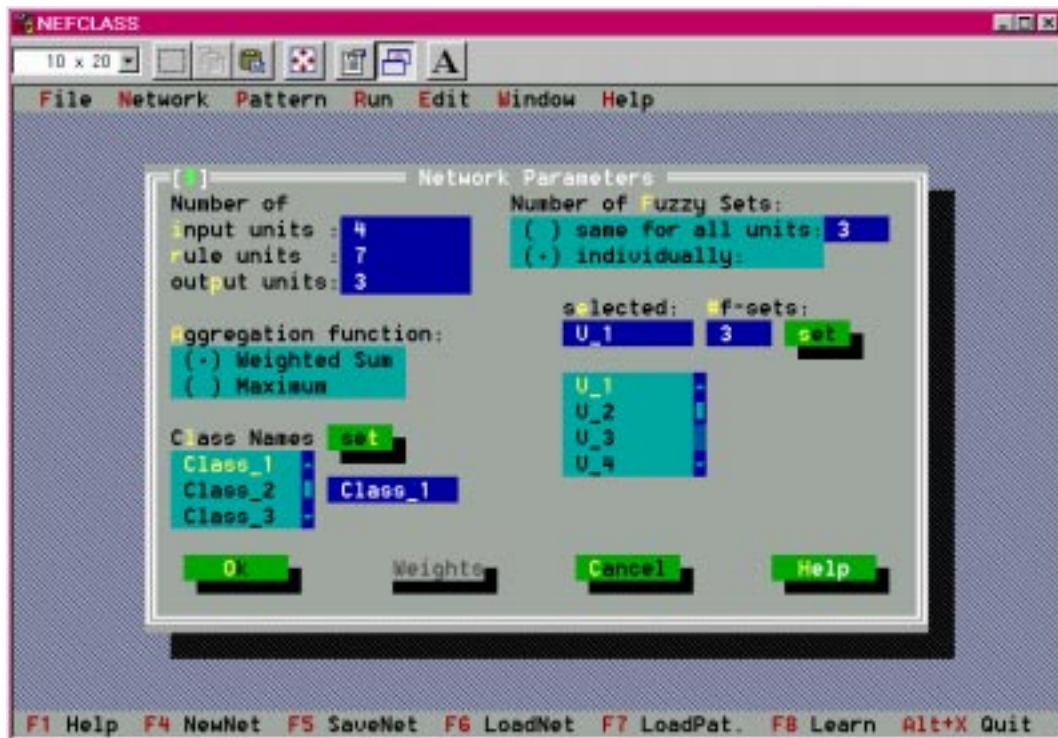 NEFCLASS
10 x 20
A
File Network Pattern Run Edit Window Help
Network Parameters
Number of
input units : 4
rule units : 7
output units: 3
Number of Fuzzy Sets:
( ) same for all units: 3
(·) individually:
selected: #f-sets:
U_1 3 set
U_1
U_2
U_3
U_4
Aggregation function:
(·) Weighted Sum
( ) Maximum
Class Names set
Class_1
Class_2 Class_1
Class_3
Ok Weights Cancel Help
F1 Help F4 NewNet F5 SaveNet F6 LoadNet F7 LoadPat. F8 Learn Alt+X Quit